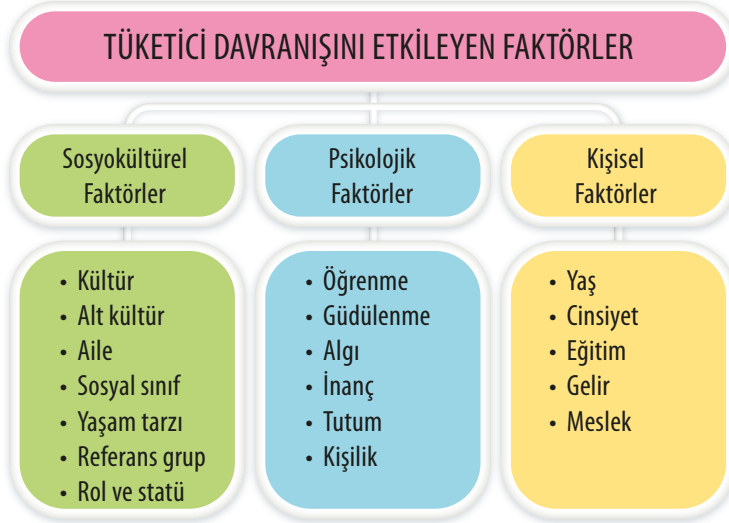 TÜKETİCİ DAVRANIŞINI ETKİLEYEN FAKTÖRLER
Sosyokültürel
Faktörler
• Kültür
• Alt kültür
• Aile
• Sosyal sınıf
• Yaşam tarzı
• Referans grup
• Rol ve statü
Psikolojik
Faktörler
• Öğrenme
• Güdülenme
• Algı
• İnanç
• Tutum
• Kişilik
Kişisel
Faktörler
• Yaş
• Cinsiyet
• Eğitim
• Gelir
• Meslek